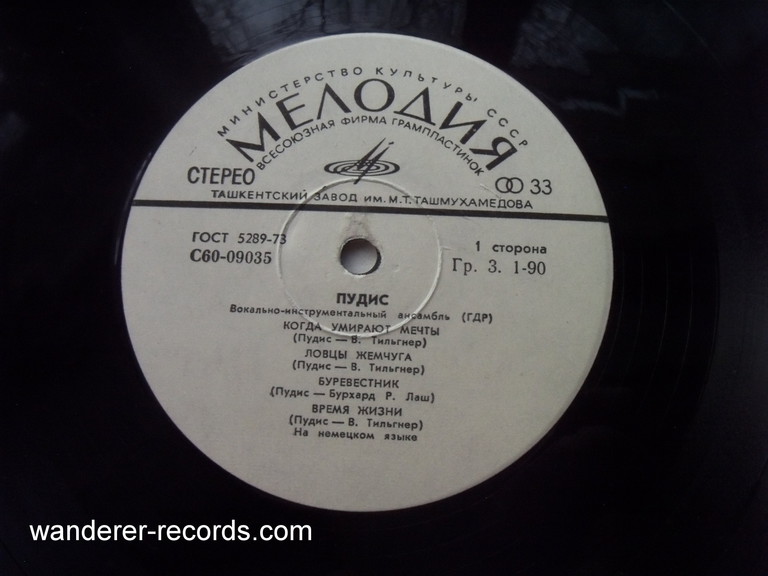 МИНИСТЕРСТВО КУЛЬТУРЫ СССР
МЕЛОДИЯ
ВСЕСОЮЗНАЯ ФИРМА ГРАМПЛАСТИНОК
СТЕРЕО
33
ТАШКЕНТСКИЙ ЗАВОД ИМ. М.Т. ТАШМУХАМЕДОВА
ГОСТ 5289-73
С60-09035
1 сторона
Гр. 3. 1-90
ПУДИС
Вокально-инструментальный ансамбль (ГДР)
КОГДА УМИРАЮТ МЕЧТЫ
(Пудис — В. Тильгнер)
ЛОВЦЫ ЖЕМЧУГА
(Пудис — В. Тильгнер)
БУРЕВЕСТНИК
(Пудис — Бурхард Р. Лаш)
ВРЕМЯ ЖИЗНИ
(Пудис — В. Тильгнер)
На немецком языке
wanderer-records.com